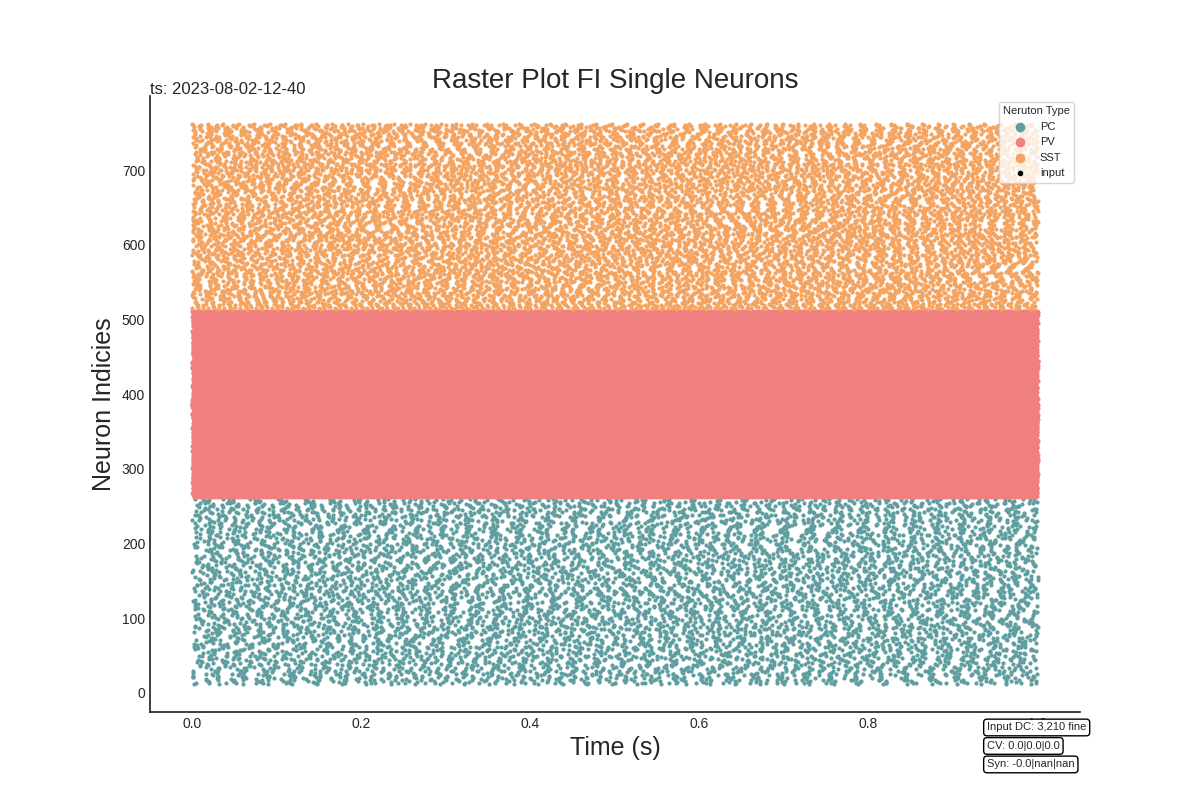 Raster Plot FI Single Neurons
ts: 2023-08-02-12-40
Neruton Type
PC
PV
SST
input
Neuron Indicies
700
600
500
400
300
200
100
0
0.0 0.2 0.4 0.6 0.8
Time (s)
Input DC: 3,210 fine
CV: 0.0|0.0|0.0
Syn: -0.0|nan|nan